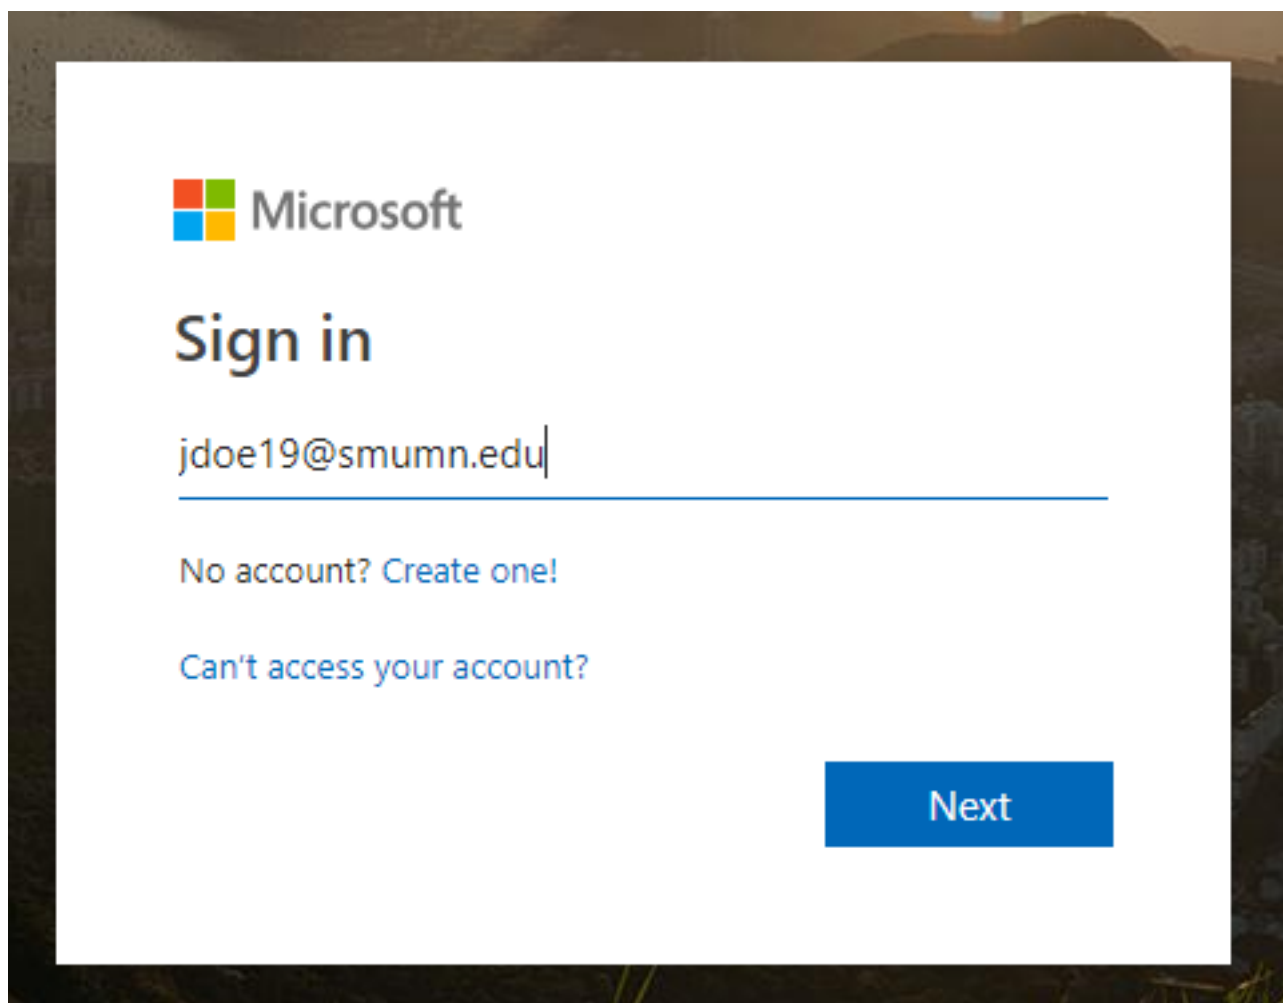 Microsoft
Sign in
jdoe19@smumn.edu
No account? Create one!
Can't access your account?
Next